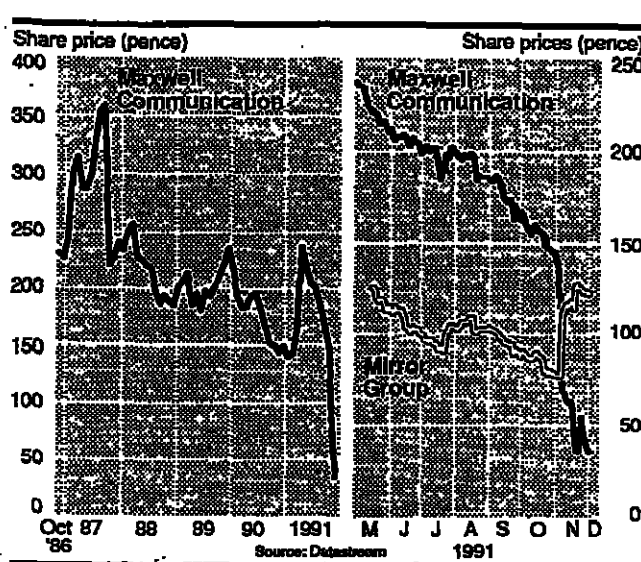 Share price (pence)
400
350
300
250
200
150
100
50
0
Maxwell
Communication
Oct 87 88 89 90 1991
'86
Share prices (pence)
250
200
150
100
50
0
Maxwell
Communication
Mirror
Group
M J J A S O N D
1991
Source: Datastream